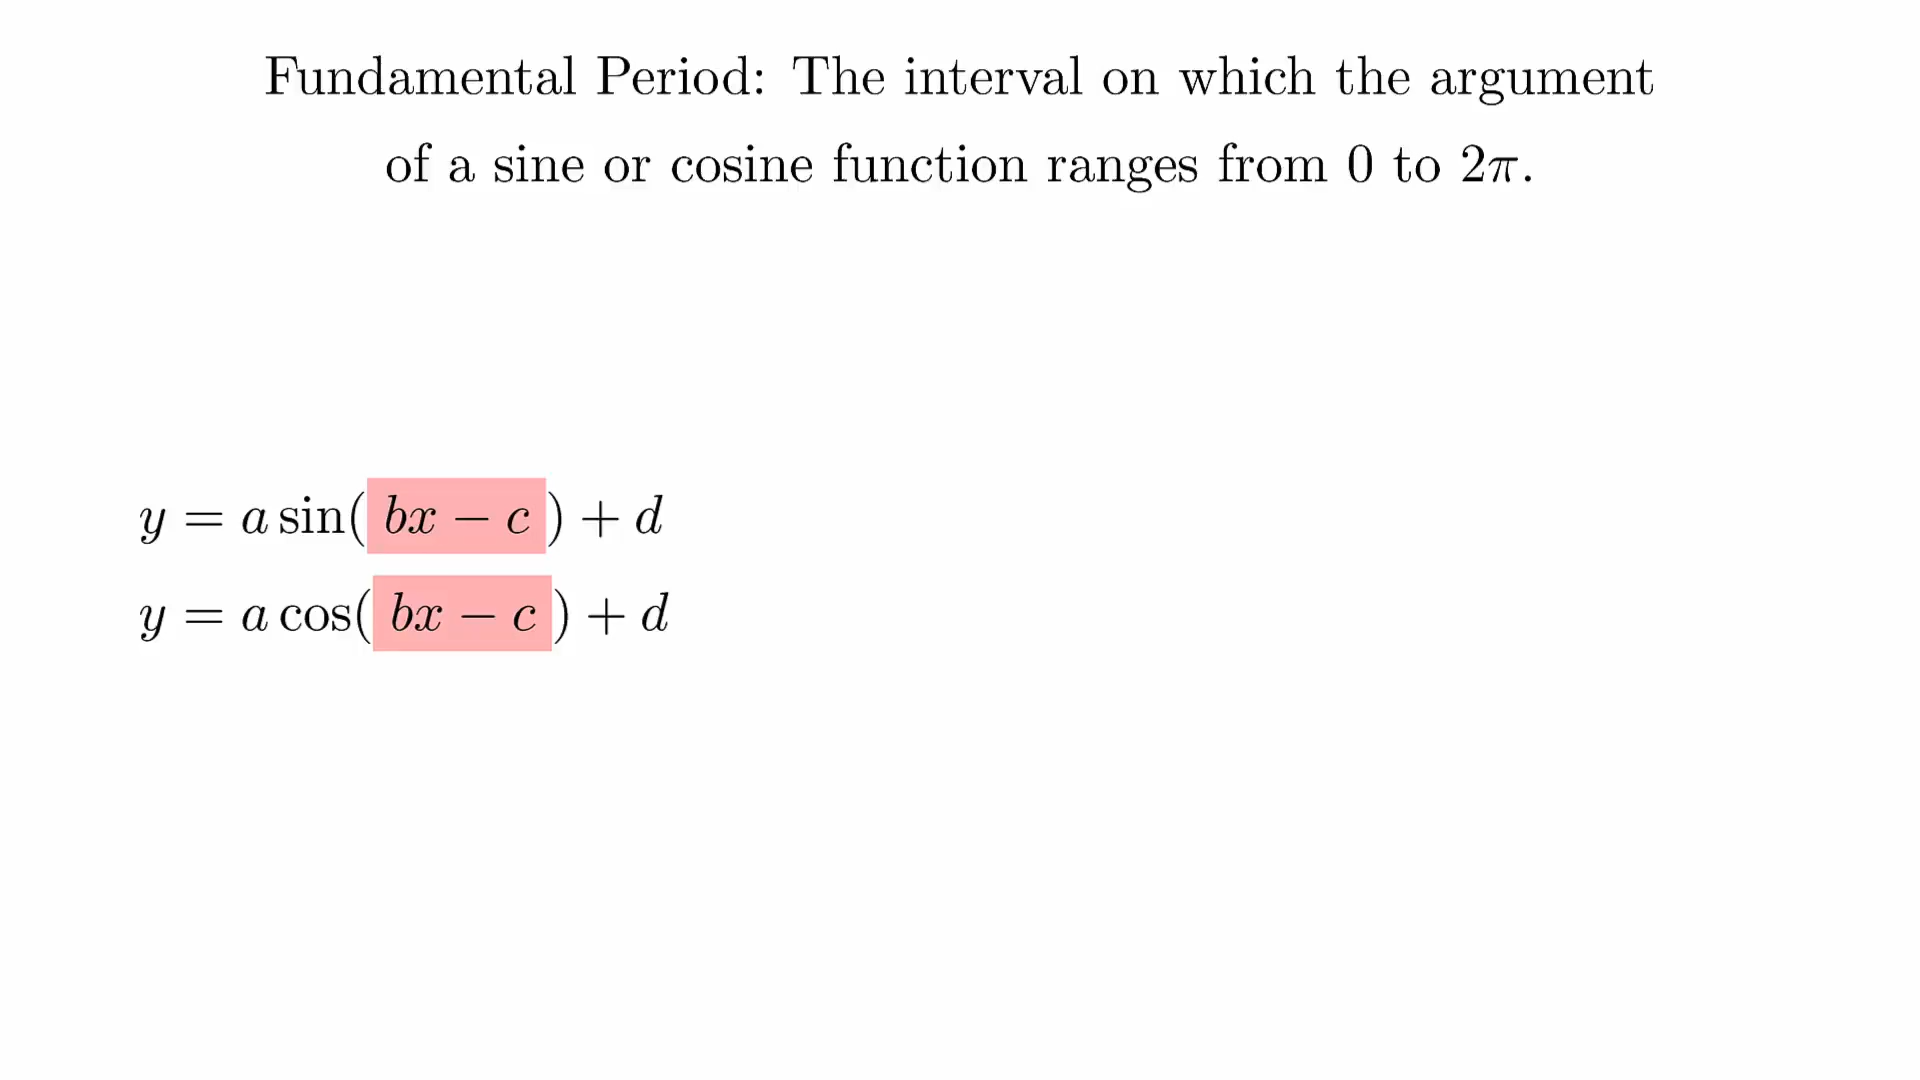 Fundamental Period: The interval on which the argument
of a sine or cosine function ranges from 0 to 2π.
y = a sin( bx − c ) + d
y = a cos( bx − c ) + d